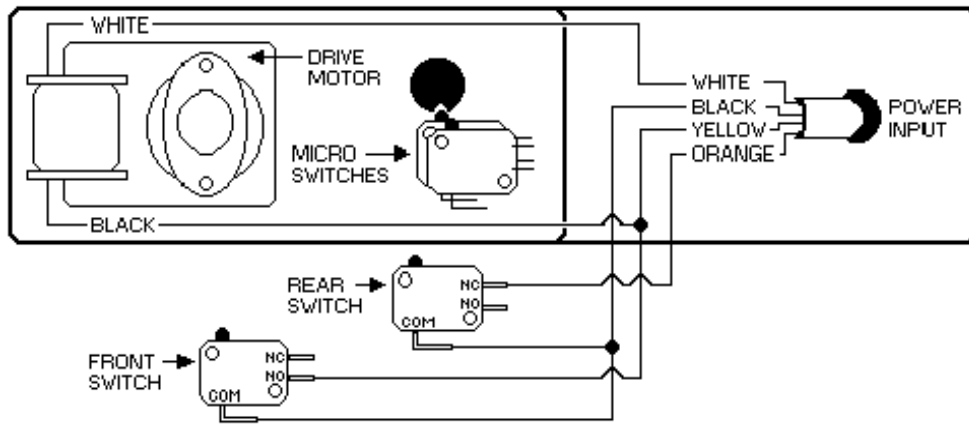 WHITE
DRIVE
MOTOR
WHITE
BLACK
YELLOW
ORANGE
POWER
INPUT
MICRO
SWITCHES
BLACK
REAR
SWITCH
NC
NO
COM
FRONT
SWITCH
NC
NO
COM